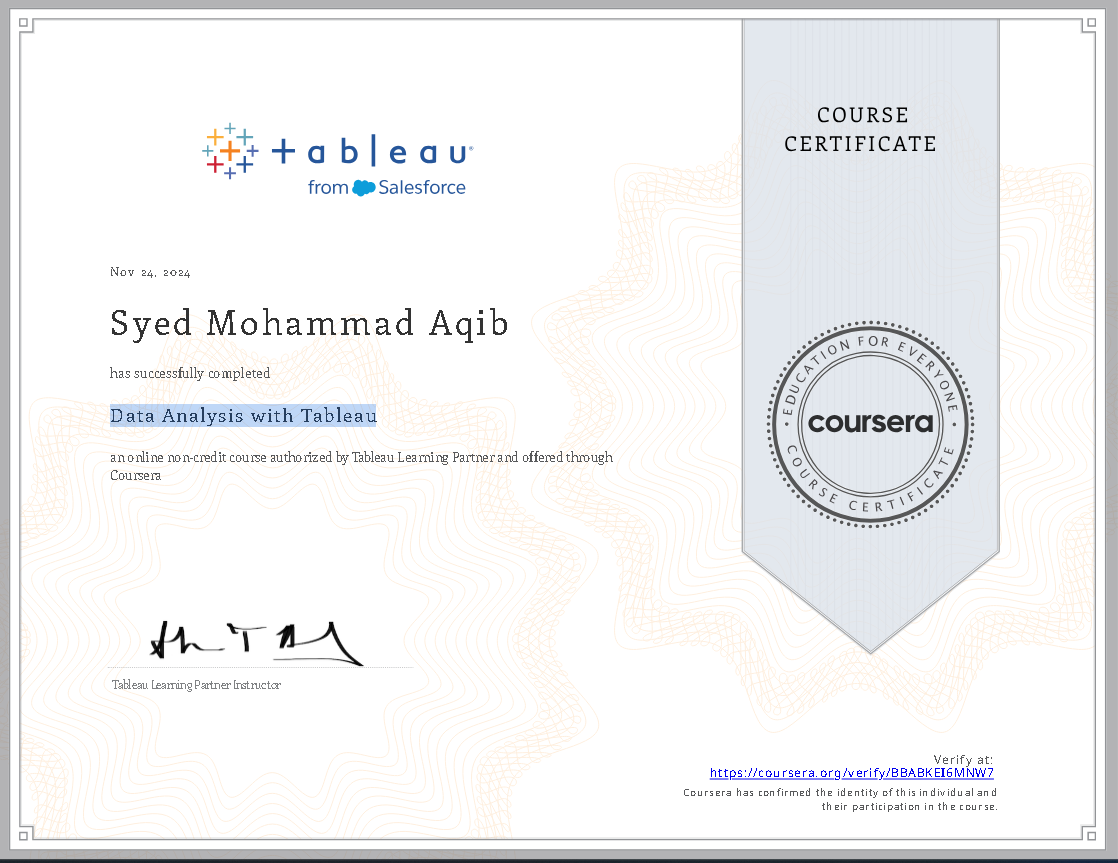 COURSE
CERTIFICATE
+ableau®
from Salesforce
Nov 24, 2024
Syed Mohammad Aqib
has successfully completed
Data Analysis with Tableau
an online non-credit course authorized by Tableau Learning Partner and offered through
Coursera
EDUCATION FOR EVERYONE
coursera
COURSE CERTIFICATE
Tableau Learning Partner Instructor
Verify at:
https://coursera.org/verify/BBABKEI6MNW7
Coursera has confirmed the identity of this individual and
their participation in the course.